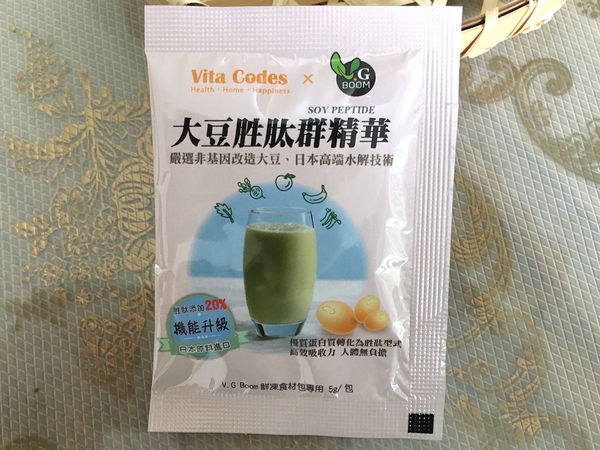 Vita Codes × V.G BOOM
Health・Home・Happiness
SOY PEPTIDE
大豆胜肽群精華
嚴選非基因改造大豆、日本高端水解技術
胜肽添加20%
機能升級
日本原料進口
優質蛋白質轉化為胜肽型式
高效吸收力 人體無負擔
V.G Boom 鮮凍食材包專用 5g/包